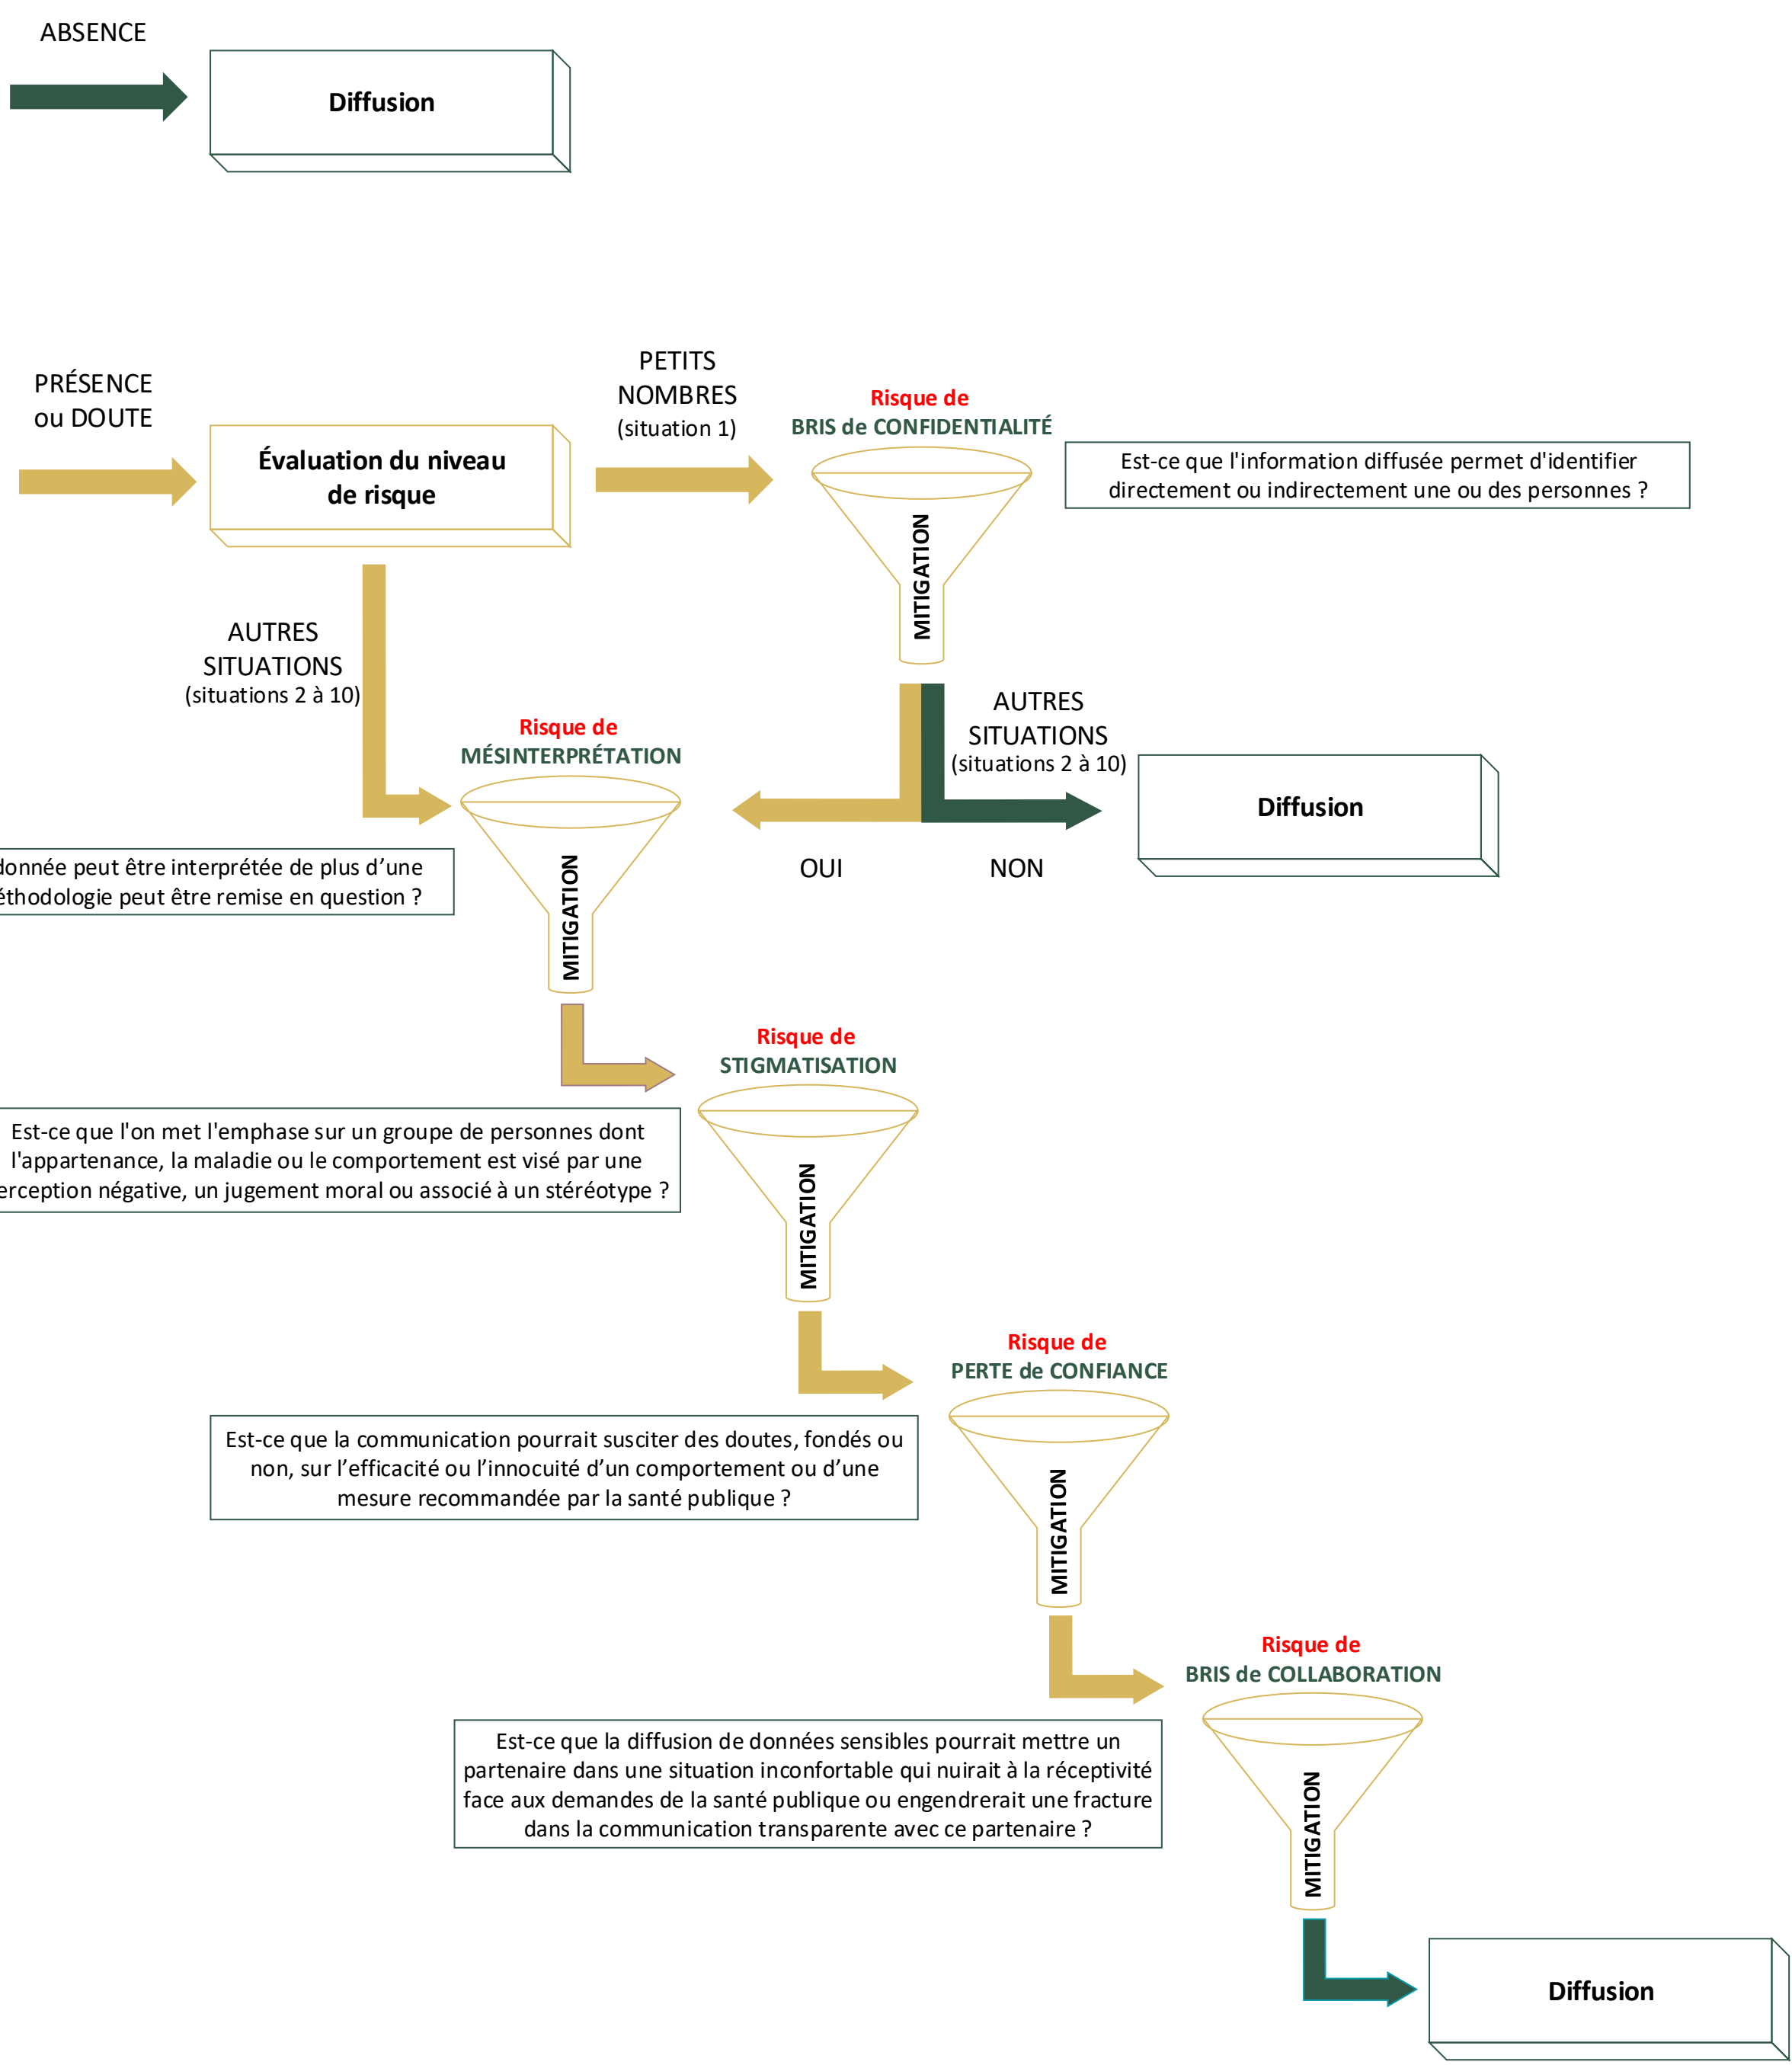 ABSENCE
Diffusion
PRÉSENCE
ou DOUTE
Évaluation du niveau
de risque
PETITS
NOMBRES
(situation 1)
Risque de
BRIS de CONFIDENTIALITÉ
MITIGATION
Est-ce que l'information diffusée permet d'identifier
directement ou indirectement une ou des personnes ?
AUTRES
SITUATIONS
(situations 2 à 10)
AUTRES
SITUATIONS
(situations 2 à 10)
OUI
NON
Diffusion
Risque de
MÉSINTERPRÉTATION
MITIGATION
donnée peut être interprétée de plus d’une
éthodologie peut être remise en question ?
Risque de
STIGMATISATION
MITIGATION
Est-ce que l'on met l'emphase sur un groupe de personnes dont
l'appartenance, la maladie ou le comportement est visé par une
erception négative, un jugement moral ou associé à un stéréotype ?
Risque de
PERTE de CONFIANCE
MITIGATION
Est-ce que la communication pourrait susciter des doutes, fondés ou
non, sur l’efficacité ou l’innocuité d’un comportement ou d’une
mesure recommandée par la santé publique ?
Risque de
BRIS de COLLABORATION
MITIGATION
Est-ce que la diffusion de données sensibles pourrait mettre un
partenaire dans une situation inconfortable qui nuirait à la réceptivité
face aux demandes de la santé publique ou engendrerait une fracture
dans la communication transparente avec ce partenaire ?
Diffusion